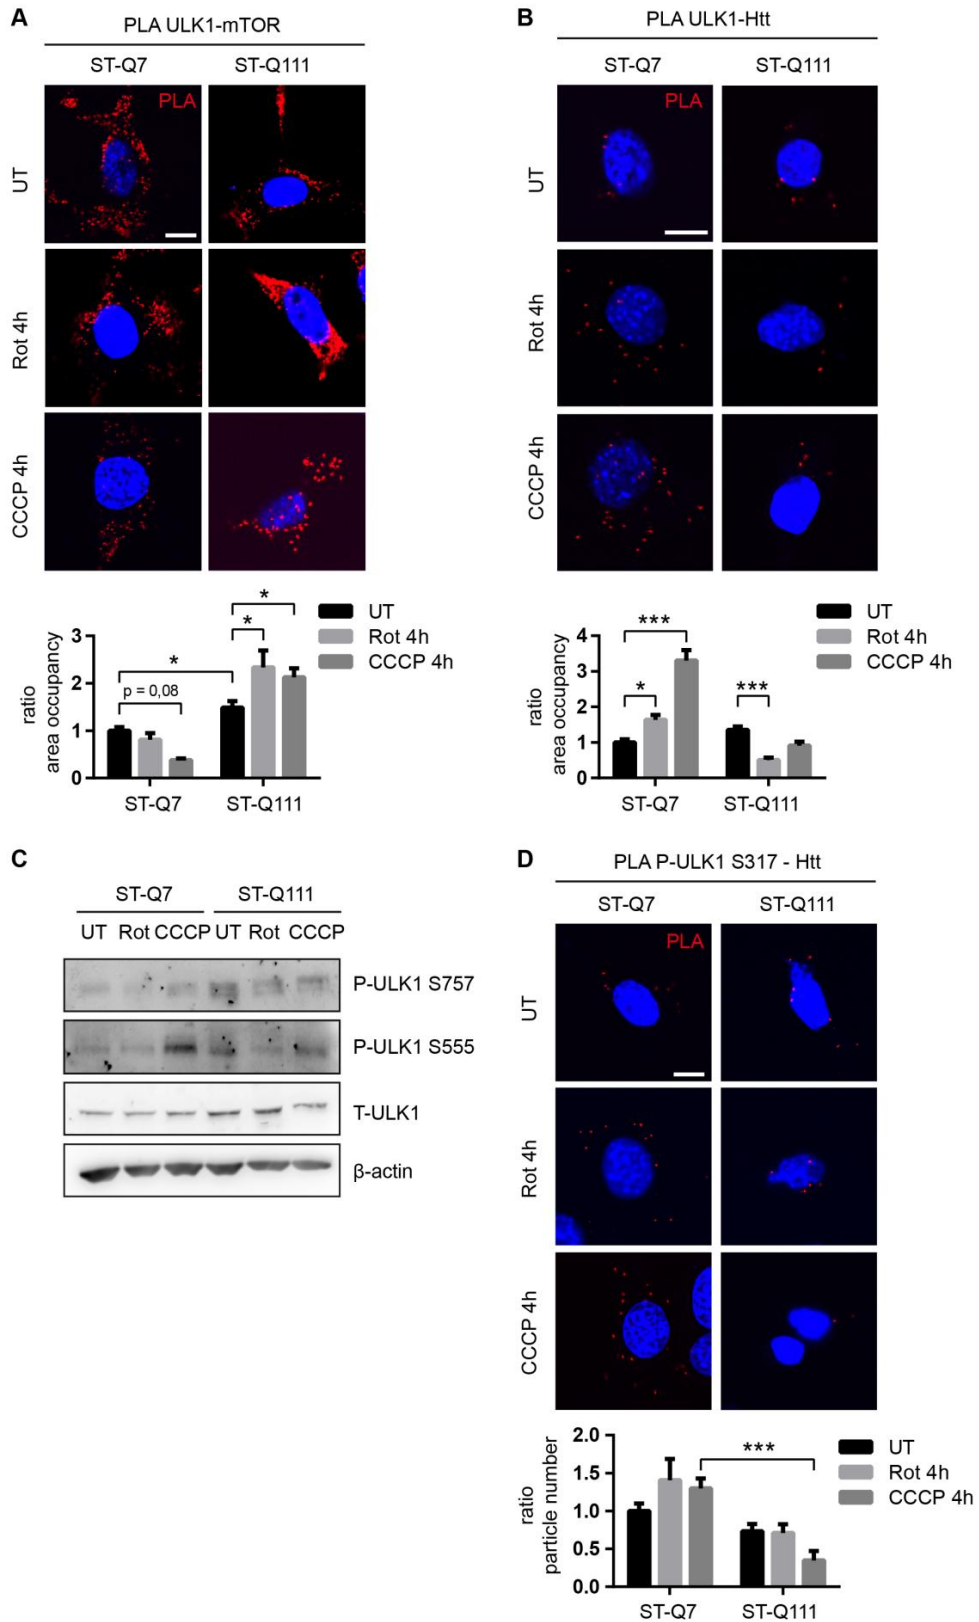 A
PLA ULK1-mTOR
ST-Q7 ST-Q111
PLA
UT
Rot 4h
CCCP 4h
UT
Rot 4h
CCCP 4h
* *
* p = 0,08
ratio
area occupancy
3
2
1
0
ST-Q7 ST-Q111
B
PLA ULK1-Htt
ST-Q7 ST-Q111
PLA
UT
Rot 4h
CCCP 4h
UT
Rot 4h
CCCP 4h
*** * ***
ratio
area occupancy
4
3
2
1
0
ST-Q7 ST-Q111
C
ST-Q7 ST-Q111
UT Rot CCCP UT Rot CCCP
P-ULK1 S757
P-ULK1 S555
T-ULK1
β-actin
D
PLA P-ULK1 S317 - Htt
ST-Q7 ST-Q111
PLA
UT
Rot 4h
CCCP 4h
UT
Rot 4h
CCCP 4h
***
ratio
particle number
2.0
1.5
1.0
0.5
0.0
ST-Q7 ST-Q111